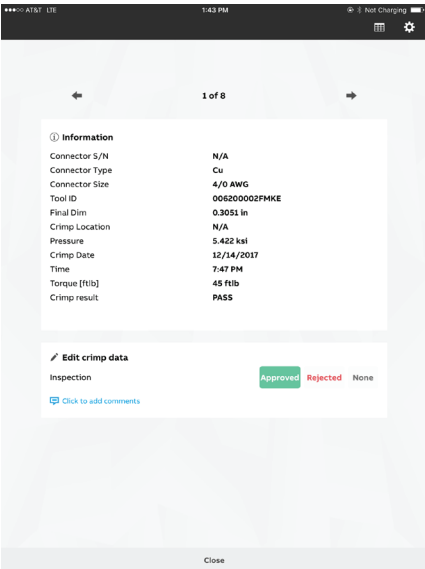 AT&T LTE 1:43 PM Not Charging
1 of 8
Information
Connector S/N N/A
Connector Type Cu
Connector Size 4/0 AWG
Tool ID 006200002FMKE
Final Dim 0.3051 in
Crimp Location N/A
Pressure 5.422 ksi
Crimp Date 12/14/2017
Time 7:47 PM
Torque [ftlb] 45 ftlb
Crimp result PASS
Edit crimp data
Inspection Approved Rejected None
Click to add comments
Close